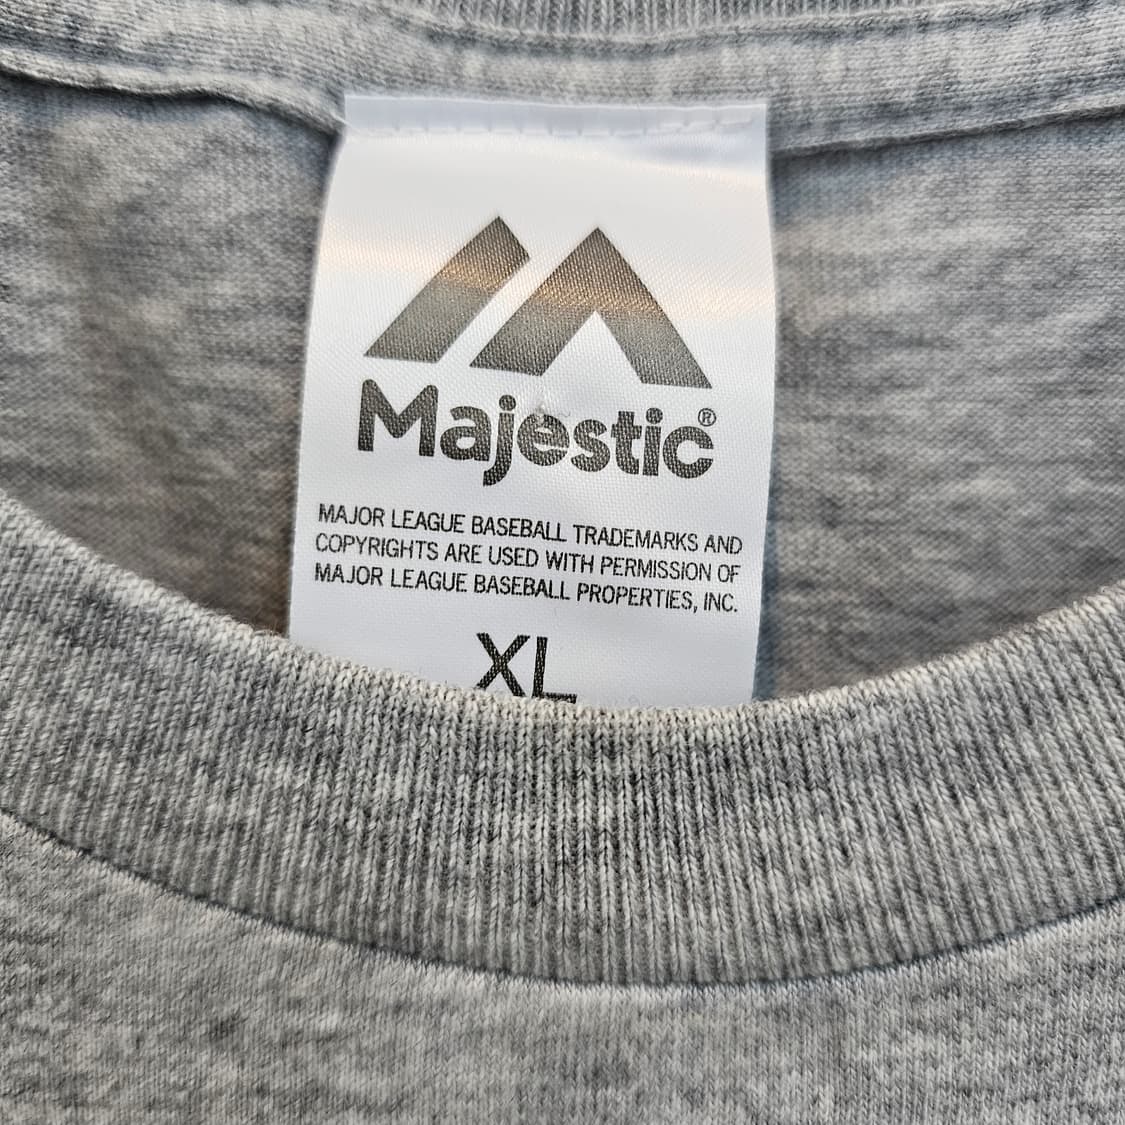 Majestic®
MAJOR LEAGUE BASEBALL TRADEMARKS AND
COPYRIGHTS ARE USED WITH PERMISSION OF
MAJOR LEAGUE BASEBALL PROPERTIES, INC.
XL